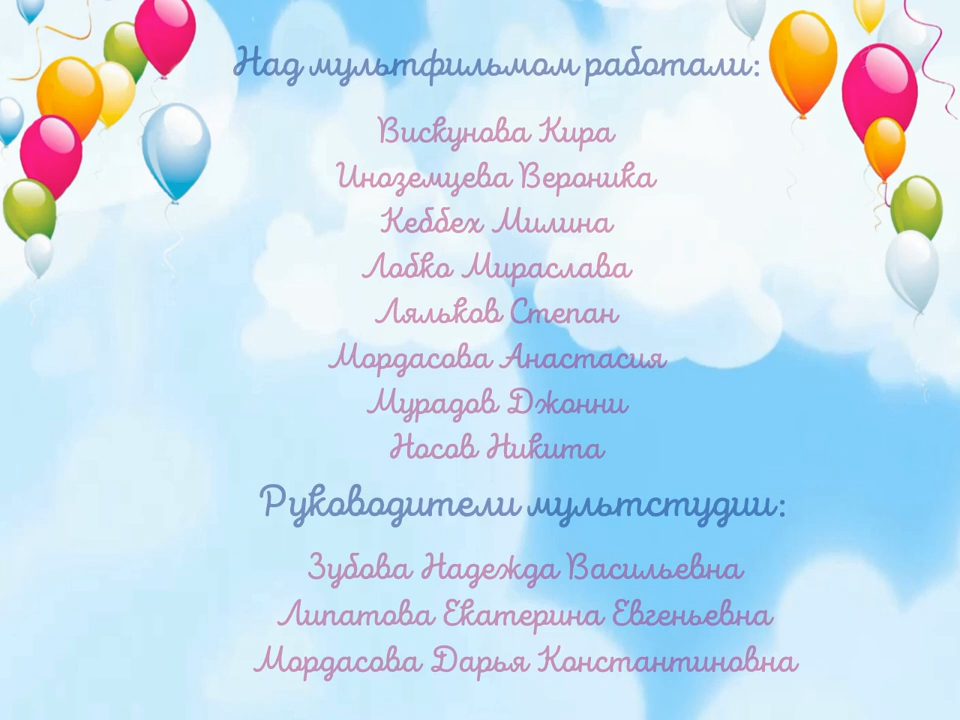 Над мультфильмом работали:
Вискунова Кира
Иноземцева Вероника
Кеббех Милина
Лобко Мираслава
Ляльков Степан
Мордасова Анастасия
Мурадов Джонни
Носов Никита
Руководители мультстудии:
Зубова Надежда Васильевна
Липатова Екатерина Евгеньевна
Мордасова Дарья Константиновна